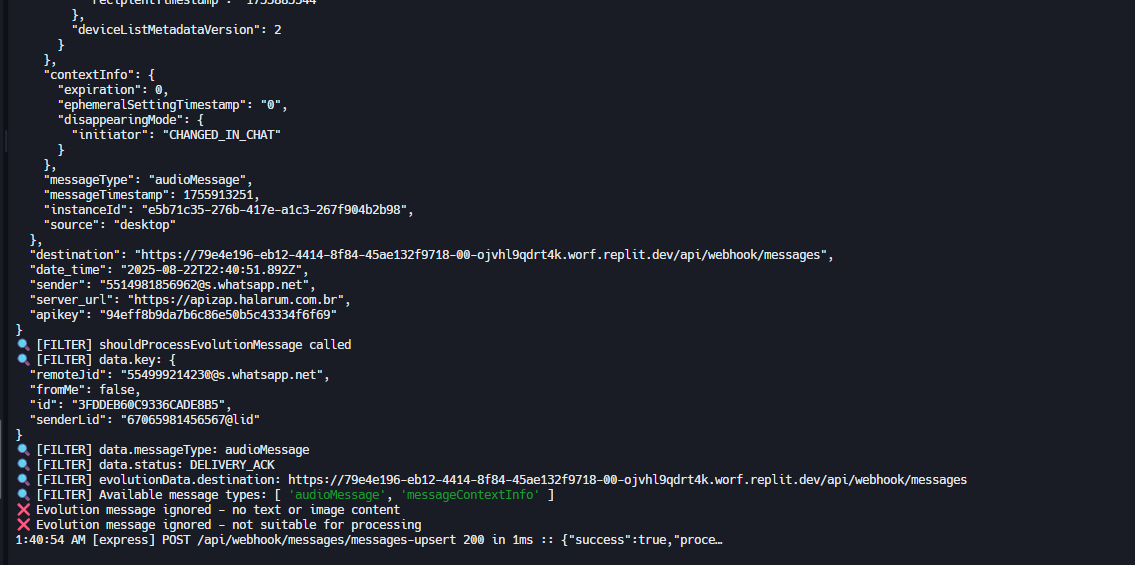 "recipientTimestamp": "1755885544"
},
"deviceListMetadataVersion": 2
}
},
"contextInfo": {
"expiration": 0,
"ephemeralSettingTimestamp": "0",
"disappearingMode": {
"initiator": "CHANGED_IN_CHAT"
}
},
"messageType": "audioMessage",
"messageTimestamp": 1755913251,
"instanceId": "e5b71c35-276b-417e-a1c3-267f904b2b98",
"source": "desktop"
},
"destination": "https://79e4e196-eb12-4414-8f84-45ae132f9718-00-ojvhl9qdrt4k.worf.replit.dev/api/webhook/messages",
"date_time": "2025-08-22T22:40:51.892Z",
"sender": "5514981856962@s.whatsapp.net",
"server_url": "https://apizap.halarum.com.br",
"apikey": "94eff8b9da7b6c86e50b5c43334f6f69"
}
[FILTER] shouldProcessEvolutionMessage called
[FILTER] data.key: {
"remoteJid": "554999214230@s.whatsapp.net",
"fromMe": false,
"id": "3FDDEB60C9336CADE8B5",
"senderLid": "67065981456567@lid"
}
[FILTER] data.messageType: audioMessage
[FILTER] data.status: DELIVERY_ACK
[FILTER] evolutionData.destination: https://79e4e196-eb12-4414-8f84-45ae132f9718-00-ojvhl9qdrt4k.worf.replit.dev/api/webhook/messages
[FILTER] Available message types: [ 'audioMessage', 'messageContextInfo' ]
❌ Evolution message ignored - no text or image content
❌ Evolution message ignored - not suitable for processing
1:40:54 AM [express] POST /api/webhook/messages/messages-upsert 200 in 1ms :: {"success":true,"proce…